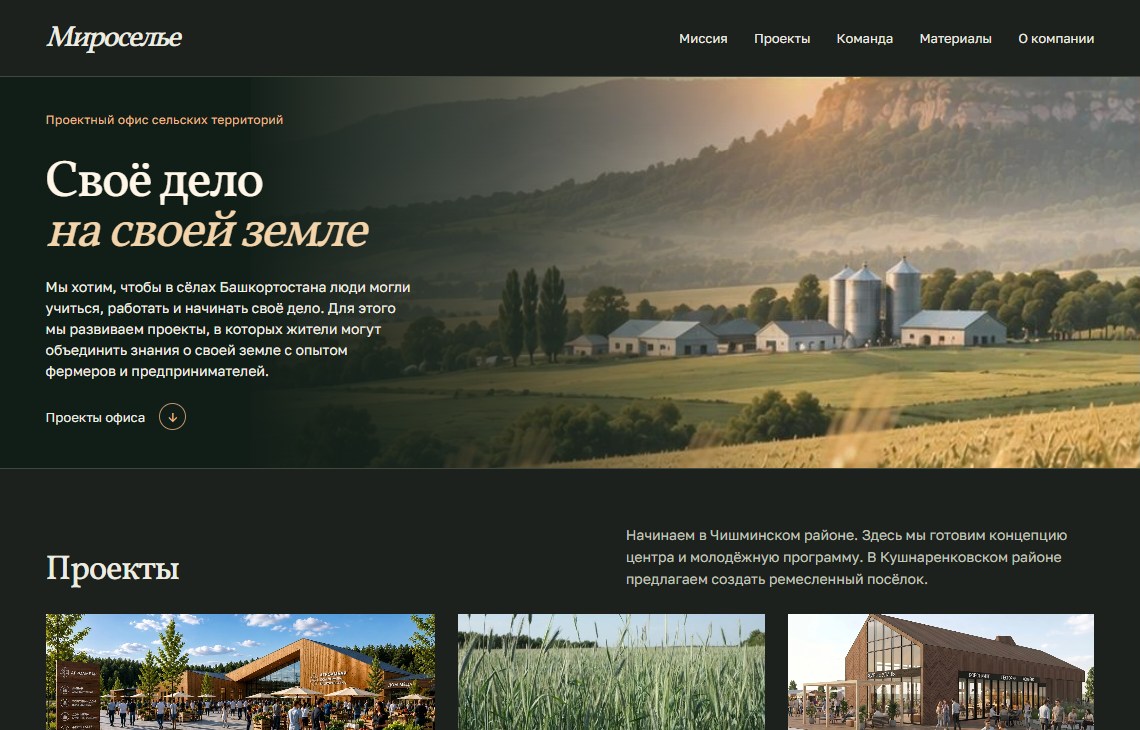 Мироселье
Миссия Проекты Команда Материалы О компании
Проектный офис сельских территорий
Своё дело
на своей земле
Мы хотим, чтобы в сёлах Башкортостана люди могли
учиться, работать и начинать своё дело. Для этого
мы развиваем проекты, в которых жители могут
объединить знания о своей земле с опытом
фермеров и предпринимателей.
Проекты офиса
Проекты
Начинаем в Чишминском районе. Здесь мы готовим концепцию
центра и молодёжную программу. В Кушнаренковском районе
предлагаем создать ремесленный посёлок.